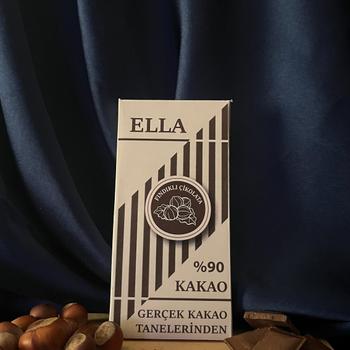 ELLA
FINDIKLI ÇİKOLATA
%90
KAKAO
GERÇEK KAKAO
TANELERİNDEN